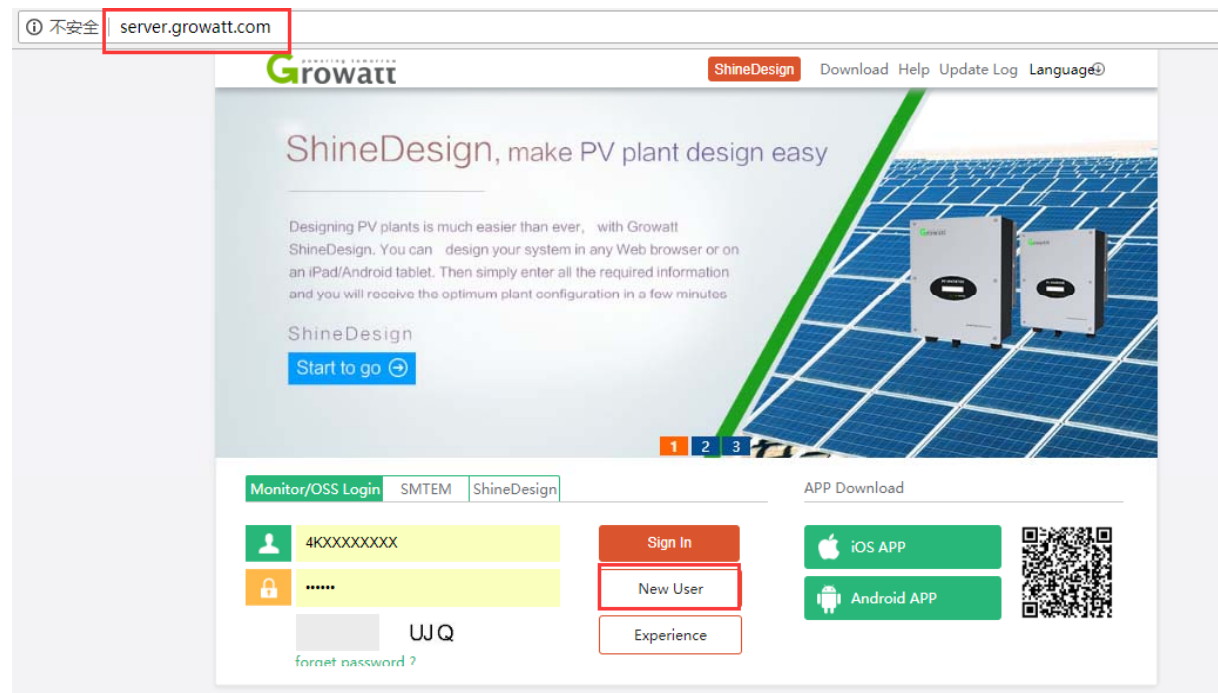 不安全 server.growatt.com
powering tomorrow
Growatt
ShineDesign Download Help Update Log Language
ShineDesign, make PV plant design easy
Designing PV plants is much easier than ever, with Growatt
ShineDesign. You can design your system in any Web browser or on
an iPad/Android tablet. Then simply enter all the required information
and you will receive the optimum plant configuration in a few minutes
ShineDesign
Start to go
Growatt
Growatt
1 2 3
Monitor/OSS Login SMTEM ShineDesign
APP Download
4KXXXXXXXX
Sign In
iOS APP
••••••
New User
Android APP
UJQ
Experience
forget password ?